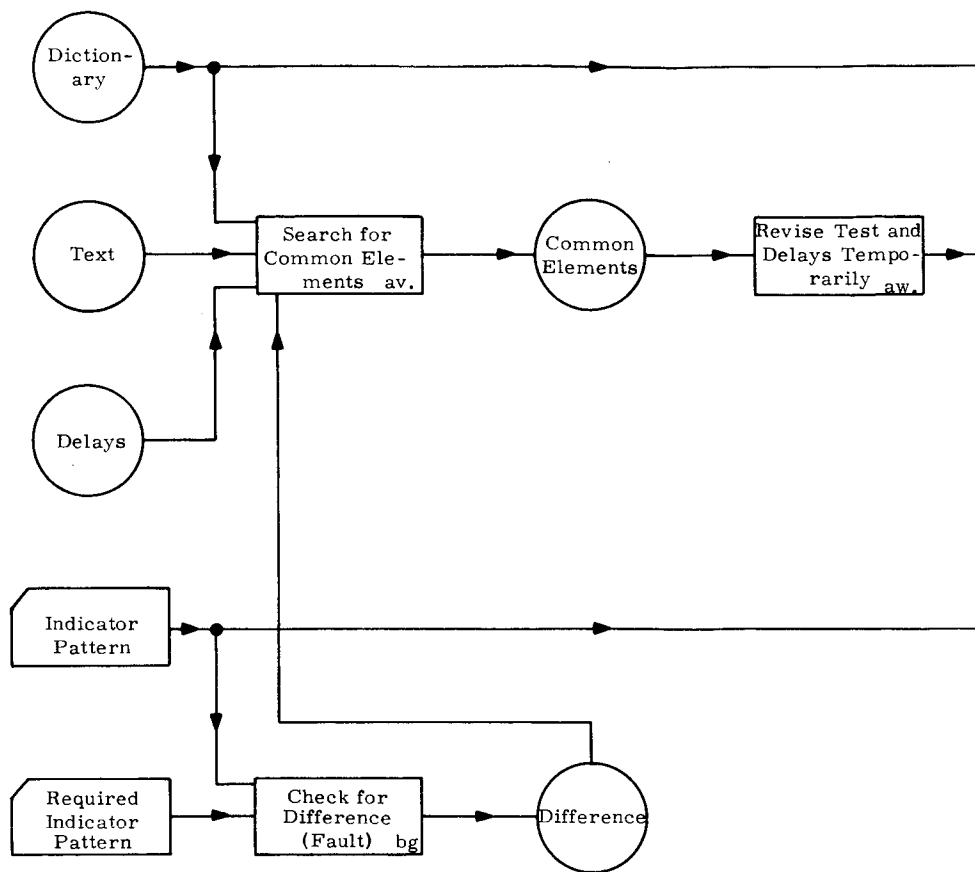 Diction-
ary
Text
Search for
Common Ele-
ments av.
Common
Elements
Revise Test and
Delays Tempo-
rarily aw.
Delays
Indicator
Pattern
Required
Indicator
Pattern
Check for
Difference
(Fault) bg
Difference